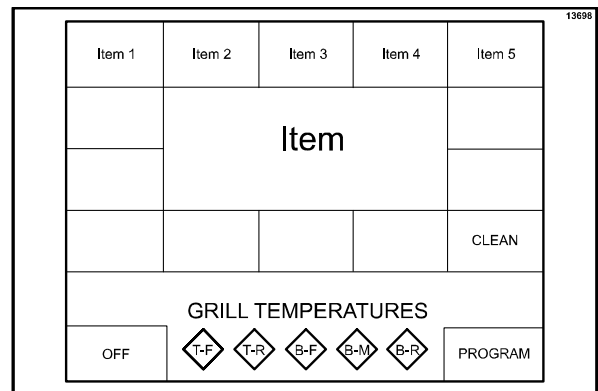 13698
Item 1 Item 2 Item 3 Item 4 Item 5
Item
CLEAN
GRILL TEMPERATURES
OFF T-F T-R B-F B-M B-R PROGRAM